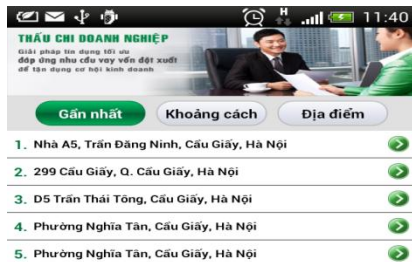 H
11:40
THẤU CHI DOANH NGHIỆP
Giải pháp tín dụng tối ưu
đáp ứng nhu cầu vay vốn đột xuất
để tận dụng cơ hội kinh doanh
Gần nhất Khoảng cách Địa điểm
1. Nhà A5, Trần Đăng Ninh, Cầu Giấy, Hà Nội
2. 299 Cầu Giấy, Q. Cầu Giấy, Hà Nội
3. D5 Trần Thái Tông, Cầu Giấy, Hà Nội
4. Phường Nghĩa Tân, Cầu Giấy, Hà Nội
5. Phường Nghĩa Tân, Cầu Giấy, Hà Nội